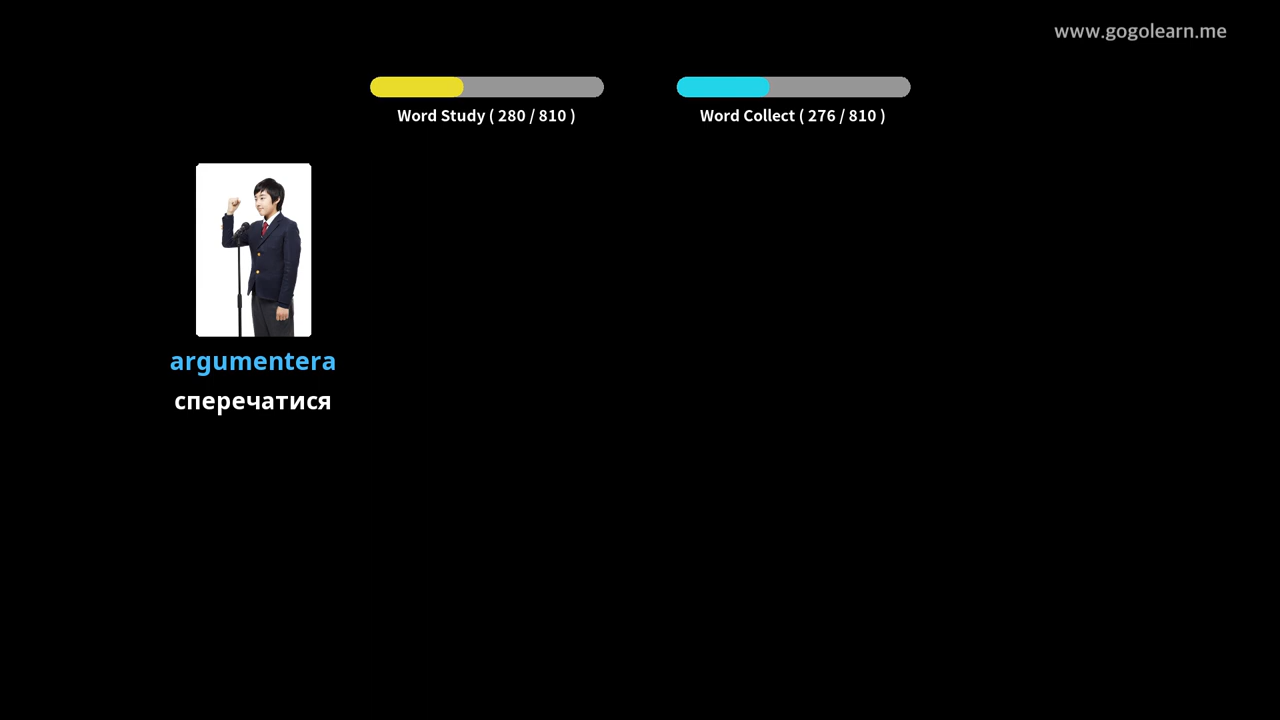 www.gogolearn.me
Word Study ( 280 / 810 )
Word Collect ( 276 / 810 )
argumentera
сперечатися